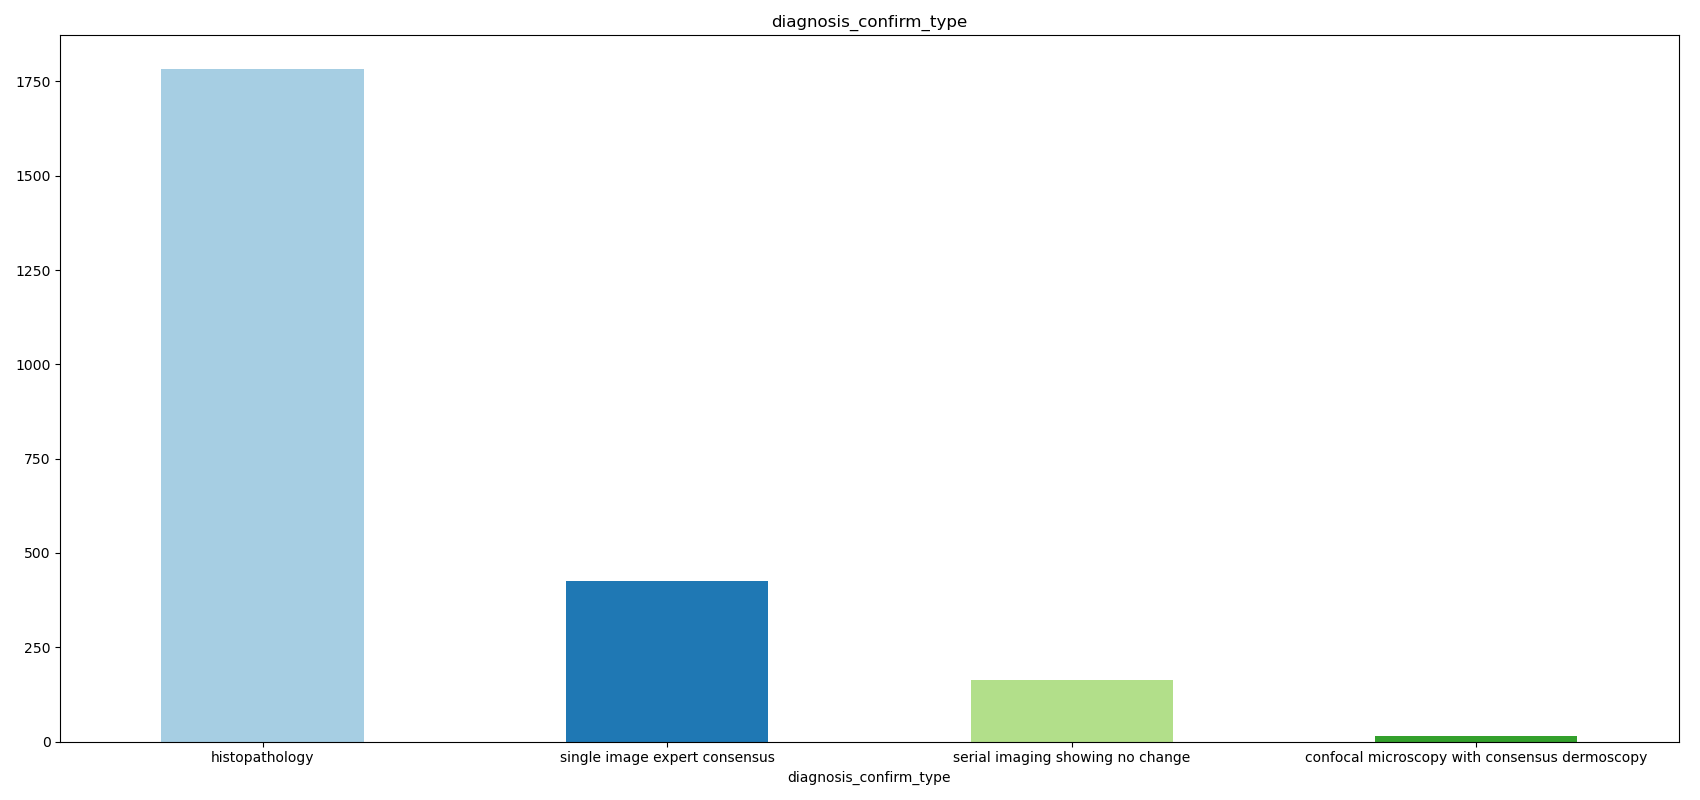 diagnosis_confirm_type
1750
1500
1250
1000
750
500
250
0
histopathology single image expert consensus serial imaging showing no change confocal microscopy with consensus dermoscopy
diagnosis_confirm_type